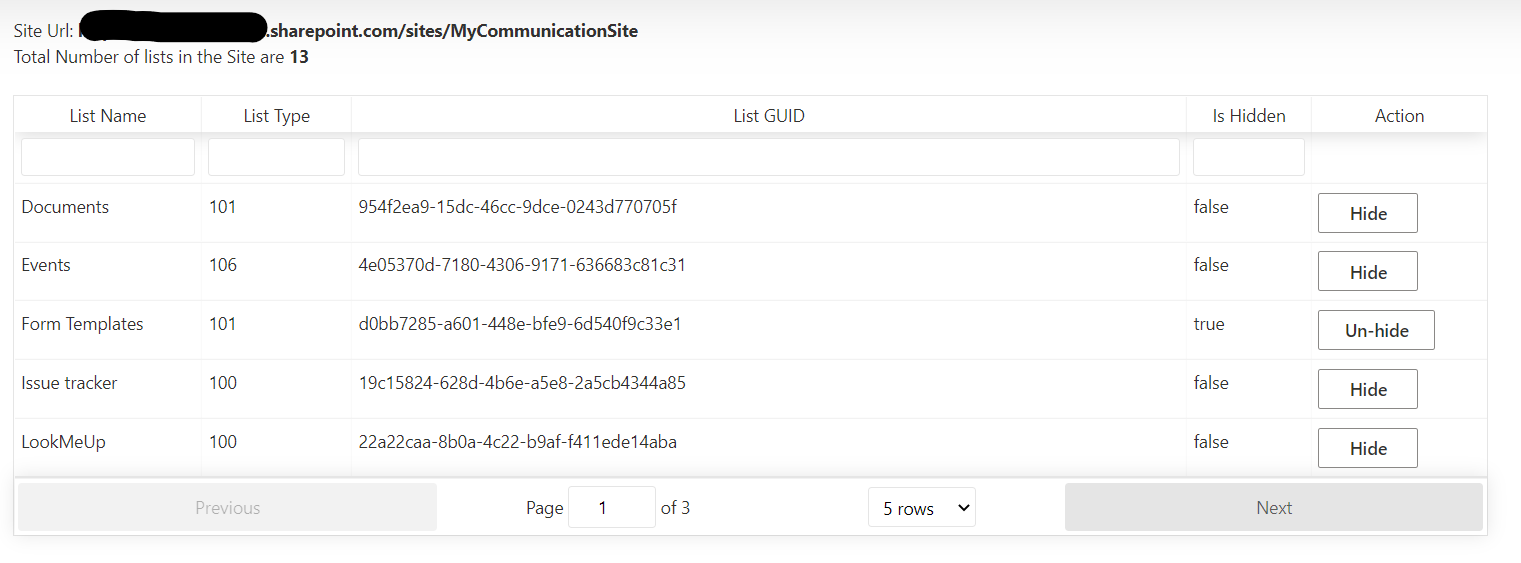 Site Url: .sharepoint.com/sites/MyCommunicationSite
Total Number of lists in the Site are 13
List Name List Type List GUID Is Hidden Action
Documents 101 954f2ea9-15dc-46cc-9dce-0243d770705f false Hide
Events 106 4e05370d-7180-4306-9171-636683c81c31 false Hide
Form Templates 101 d0bb7285-a601-448e-bfe9-6d540f9c33e1 true Un-hide
Issue tracker 100 19c15824-628d-4b6e-a5e8-2a5cb4344a85 false Hide
LookMeUp 100 22a22caa-8b0a-4c22-b9af-f411ede14aba false Hide
Previous Page 1 of 3 5 rows Next